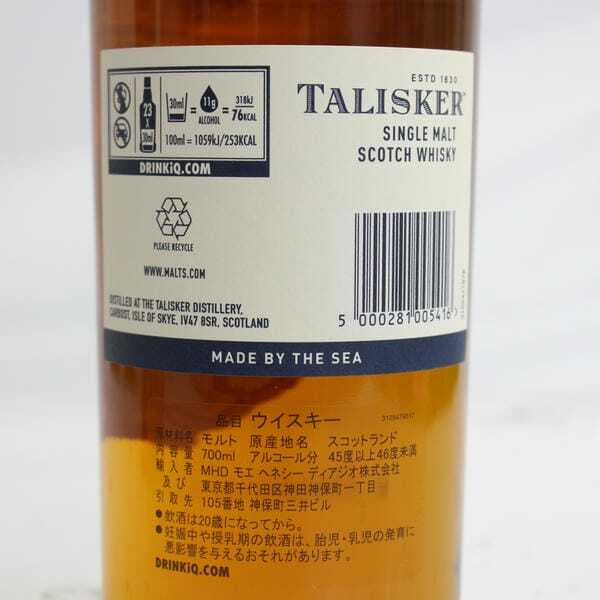 23
X
30ml
30ml
=
11g
ALCOHOL
=
318kJ
76KCAL
100ml = 1059kJ/253KCAL
DRINKiQ.COM
ESTD 1830
TALISKER
SINGLE MALT
SCOTCH WHISKY
PLEASE RECYCLE
WWW.MALTS.COM
DISTILLED AT THE TALISKER DISTILLERY,
CARBOST, ISLE OF SKYE, IV47 8SR, SCOTLAND
5 000281 005416
MADE BY THE SEA
品目 ウイスキー
原材料名 モルト 原産地名 スコットランド
内容量 700ml アルコール分 45度以上46度未満
輸入者 MHD モエ ヘネシー ディアジオ株式会社
及び 東京都千代田区神田神保町一丁目
引取先 105番地 神保町三井ビル
●飲酒は20歳になってから。
●妊娠中や授乳期の飲酒は、胎児・乳児の発育に
悪影響を与えるおそれがあります。
DRINKiQ.COM